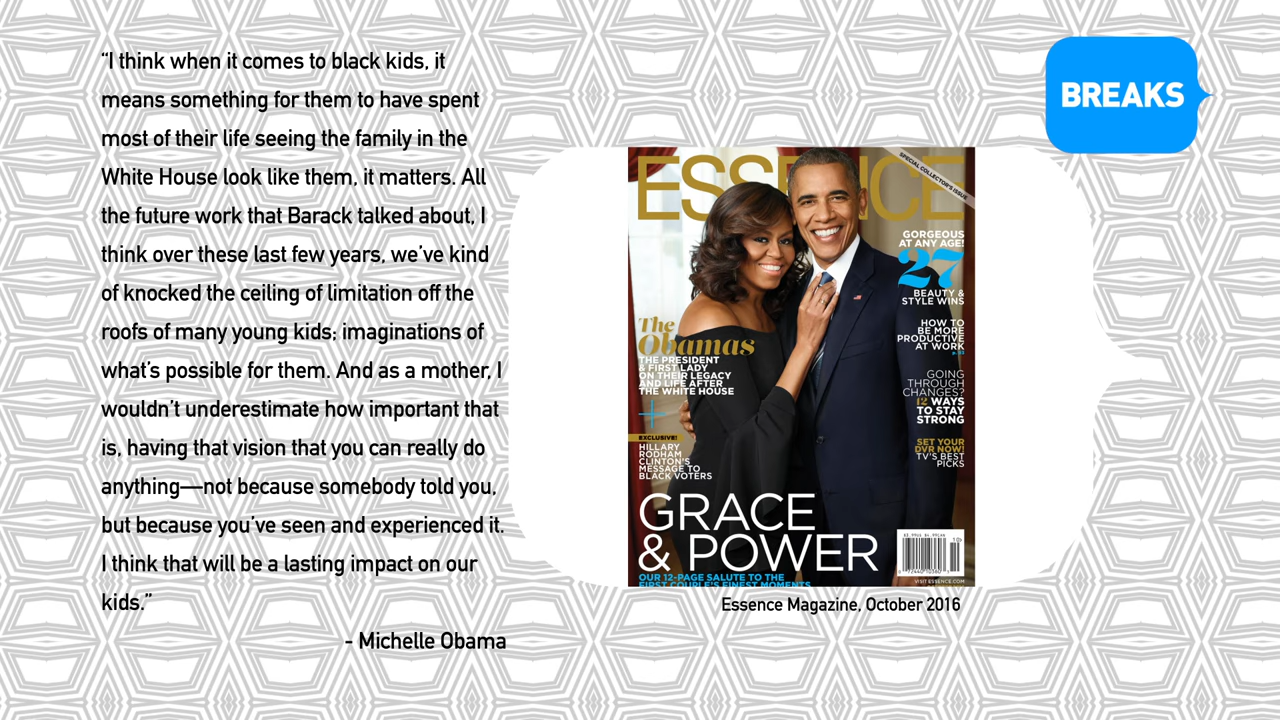 “I think when it comes to black kids, it
means something for them to have spent
most of their life seeing the family in the
White House look like them, it matters. All
the future work that Barack talked about, I
think over these last few years, we’ve kind
of knocked the ceiling of limitation off the
roofs of many young kids; imaginations of
what’s possible for them. And as a mother, I
wouldn’t underestimate how important that
is, having that vision that you can really do
anything—not because somebody told you,
but because you’ve seen and experienced it.
I think that will be a lasting impact on our
kids.”
- Michelle Obama
BREAKS
ESSENCE
SPECIAL COLLECTOR'S ISSUE
GORGEOUS
AT ANY AGE!
27
BEAUTY &
STYLE WINS
HOW TO
BE MORE
PRODUCTIVE
AT WORK
GOING
THROUGH
CHANGES?
12 WAYS
TO STAY
STRONG
SET YOUR
DVR NOW!
TV'S BEST
PICKS
The
Obamas
THE PRESIDENT
& FIRST LADY
ON THEIR LEGACY
AND LIFE AFTER
THE WHITE HOUSE
+
EXCLUSIVE!
HILLARY
RODHAM
CLINTON'S
MESSAGE TO
BLACK VOTERS
GRACE
& POWER
OUR 12-PAGE SALUTE TO THE
FIRST COUPLE'S FINEST MOMENTS
VISIT ESSENCE.COM
Essence Magazine, October 2016